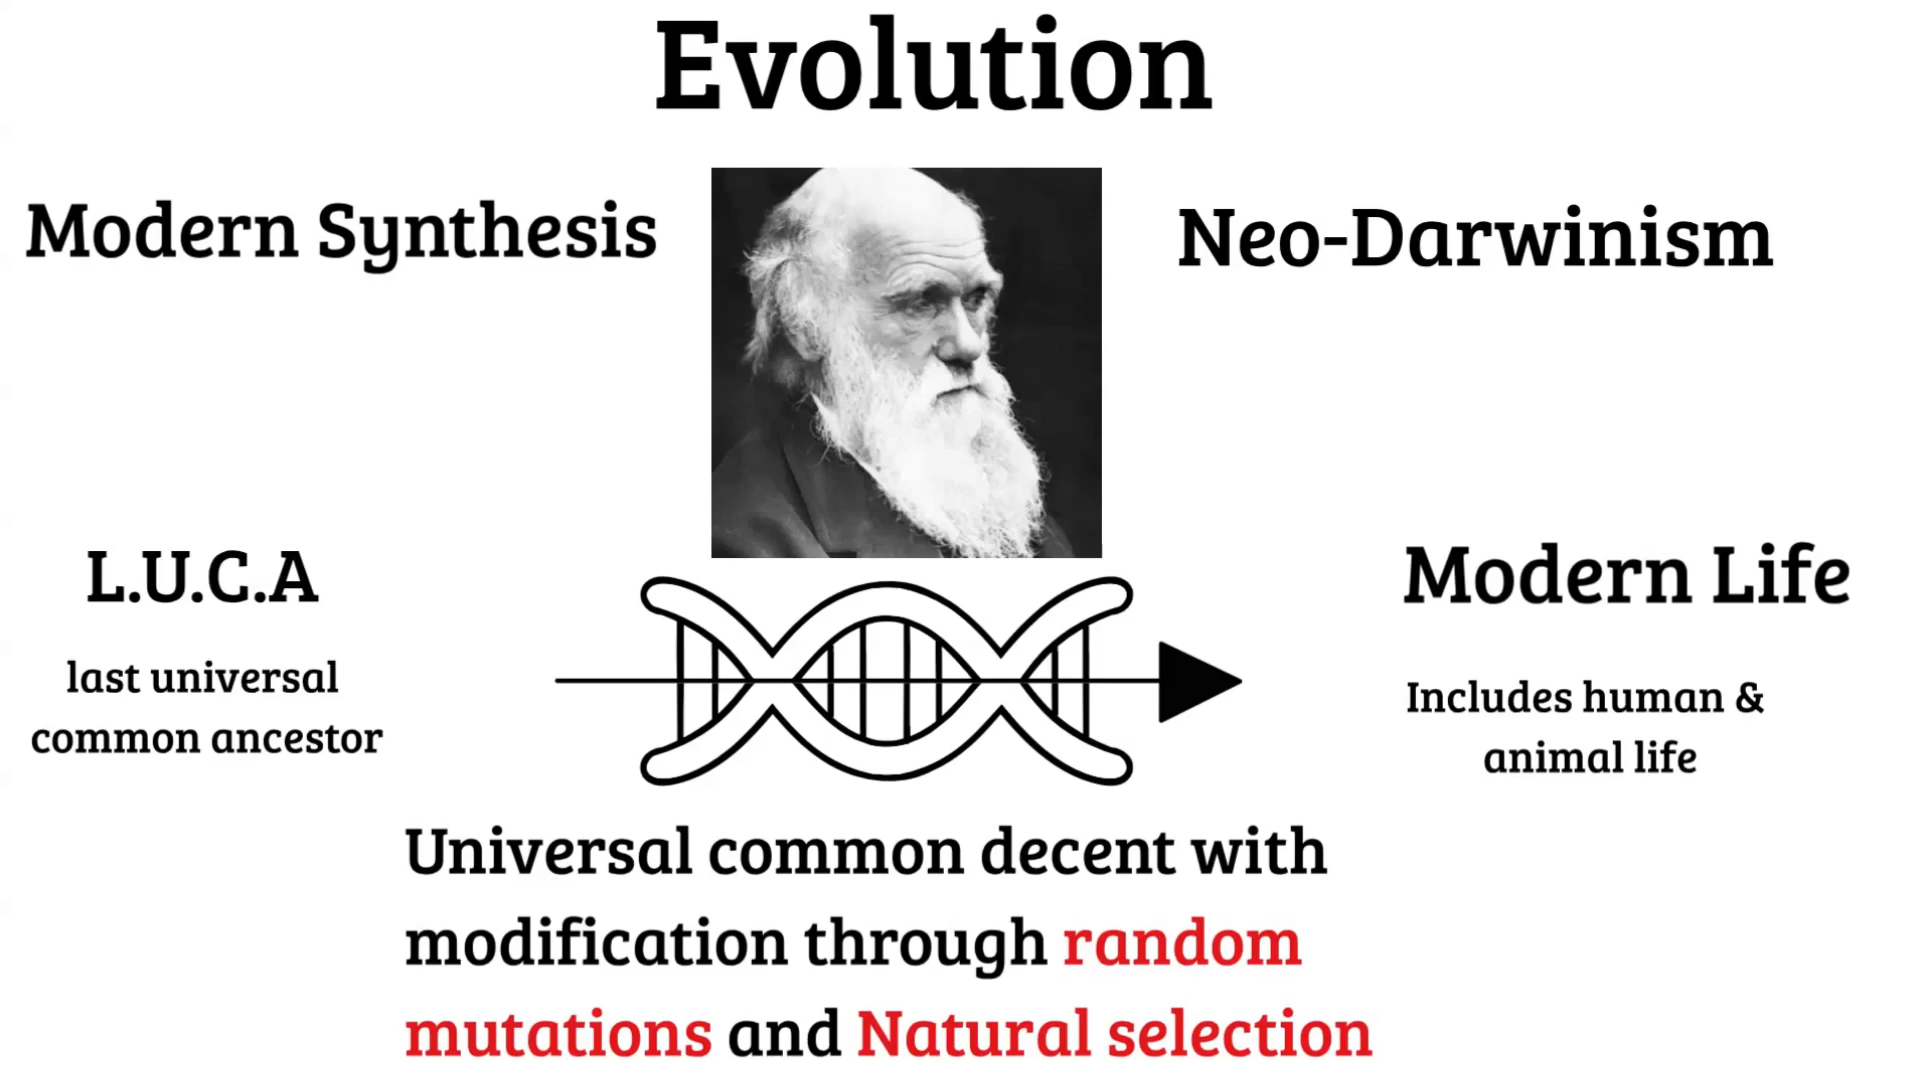 Evolution
Modern Synthesis
Neo-Darwinism
L.U.C.A
last universal
common ancestor
Modern Life
Includes human &
animal life
Universal common decent with
modification through random
mutations and Natural selection